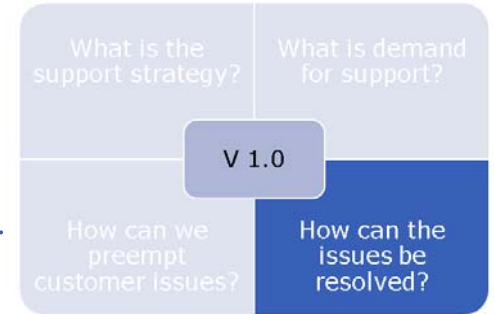 What is the
support strategy?
What is demand
for support?
V 1.0
How can we
preempt
customer issues?
How can the
issues be
resolved?